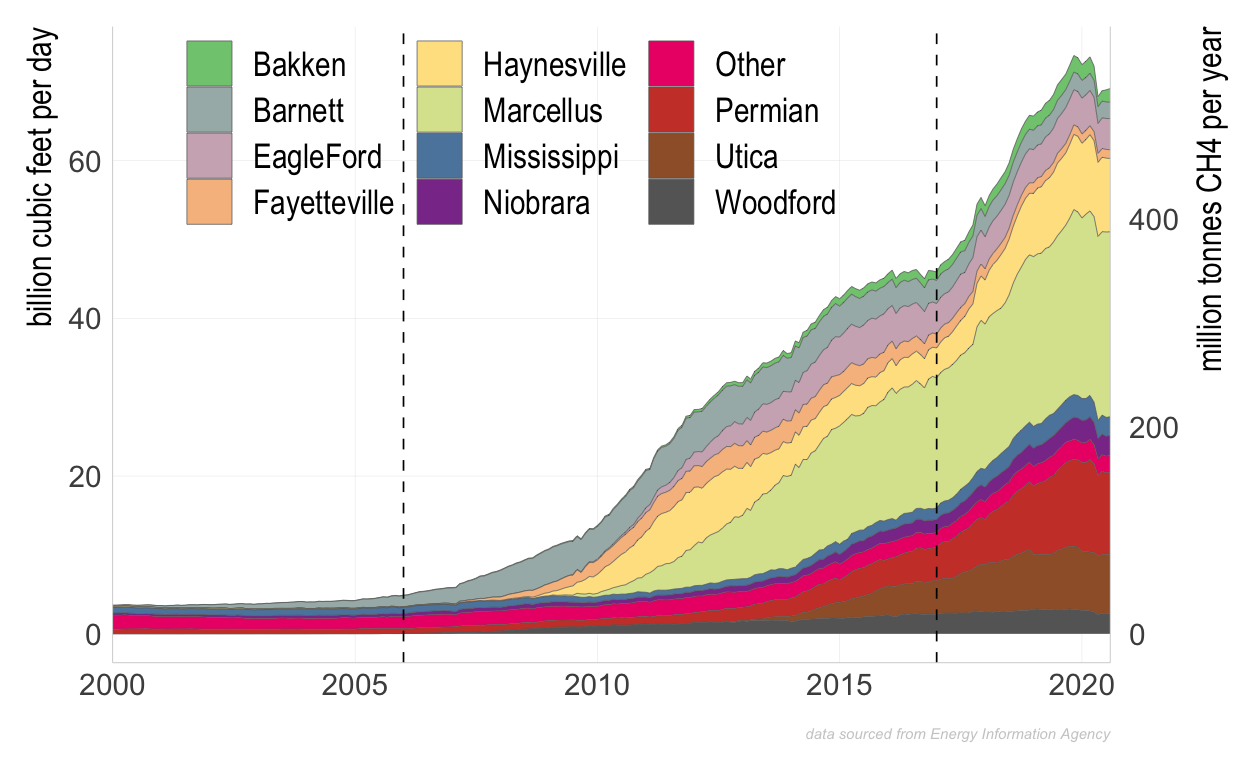 billion cubic feet per day
million tonnes CH4 per year
Bakken
Barnett
EagleFord
Fayetteville
Haynesville
Marcellus
Mississippi
Niobrara
Other
Permian
Utica
Woodford
60
40
20
0
400
200
0
2000 2005 2010 2015 2020
data sourced from Energy Information Agency